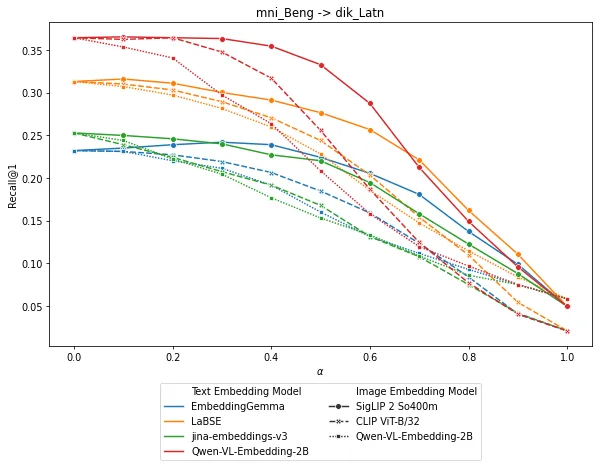 mni_Beng -> dik_Latn
Recall@1
0.35
0.30
0.25
0.20
0.15
0.10
0.05
0.0
0.2
0.4
0.6
0.8
1.0
α
Text Embedding Model
EmbeddingGemma
LaBSE
jina-embeddings-v3
Qwen-VL-Embedding-2B
Image Embedding Model
SigLIP 2 So400m
CLIP ViT-B/32
Qwen-VL-Embedding-2B